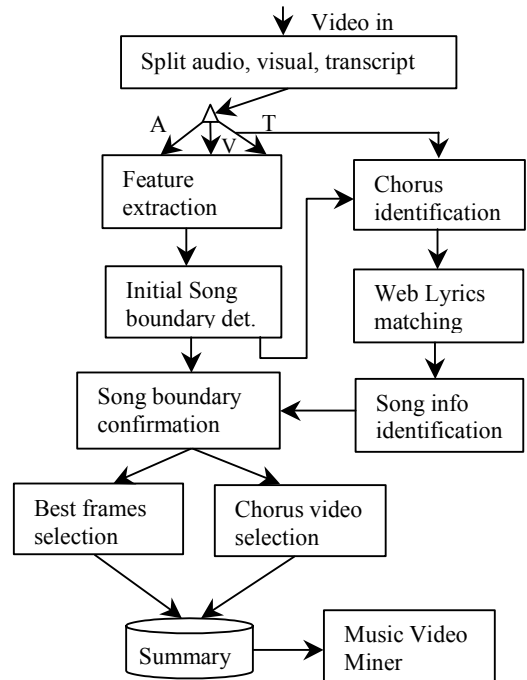 Video in
Split audio, visual, transcript
A
V
T
Feature
extraction
Chorus
identification
Initial Song
boundary det.
Web Lyrics
matching
Song boundary
confirmation
Song info
identification
Best frames
selection
Chorus video
selection
Summary
Music Video
Miner